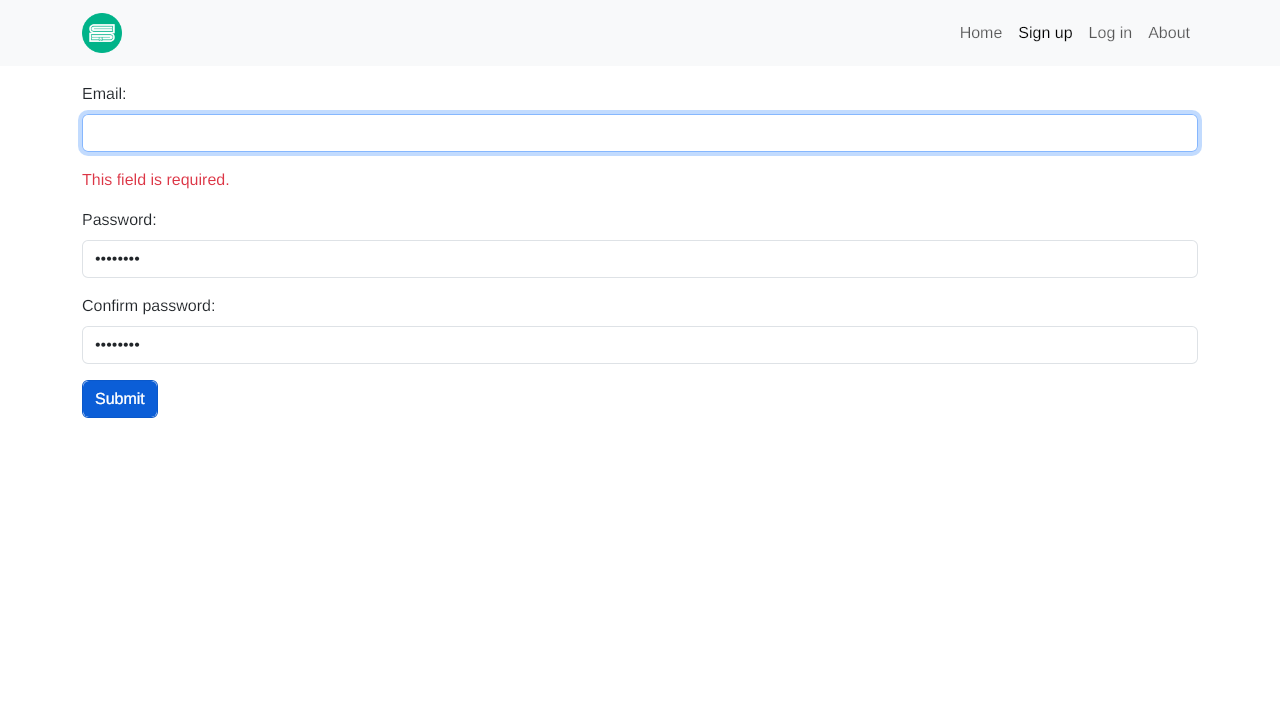 Home Sign up Log in About
Email:
This field is required.
Password:
••••••••
Confirm password:
••••••••
Submit